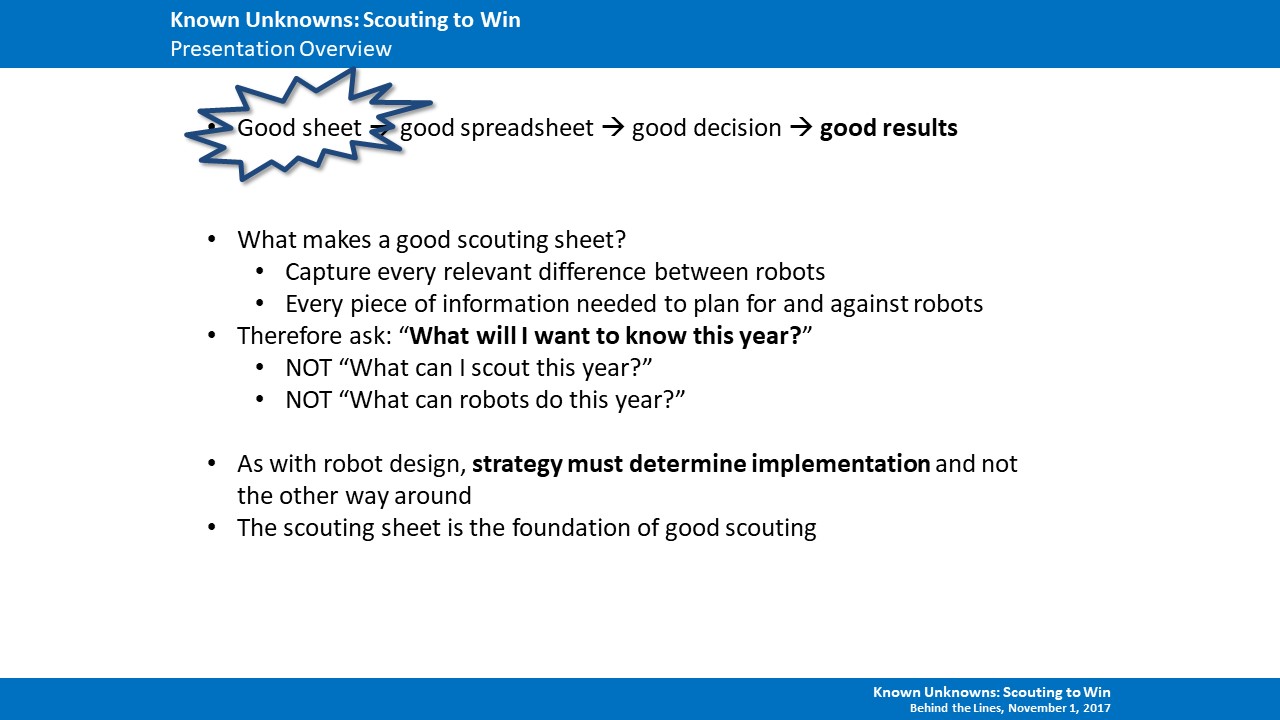 Known Unknowns: Scouting to Win
Presentation Overview
• Good sheet → good spreadsheet → good decision → good results
• What makes a good scouting sheet?
• Capture every relevant difference between robots
• Every piece of information needed to plan for and against robots
• Therefore ask: “What will I want to know this year?”
• NOT “What can I scout this year?”
• NOT “What can robots do this year?”
• As with robot design, strategy must determine implementation and not
the other way around
• The scouting sheet is the foundation of good scouting
Known Unknowns: Scouting to Win
Behind the Lines, November 1, 2017